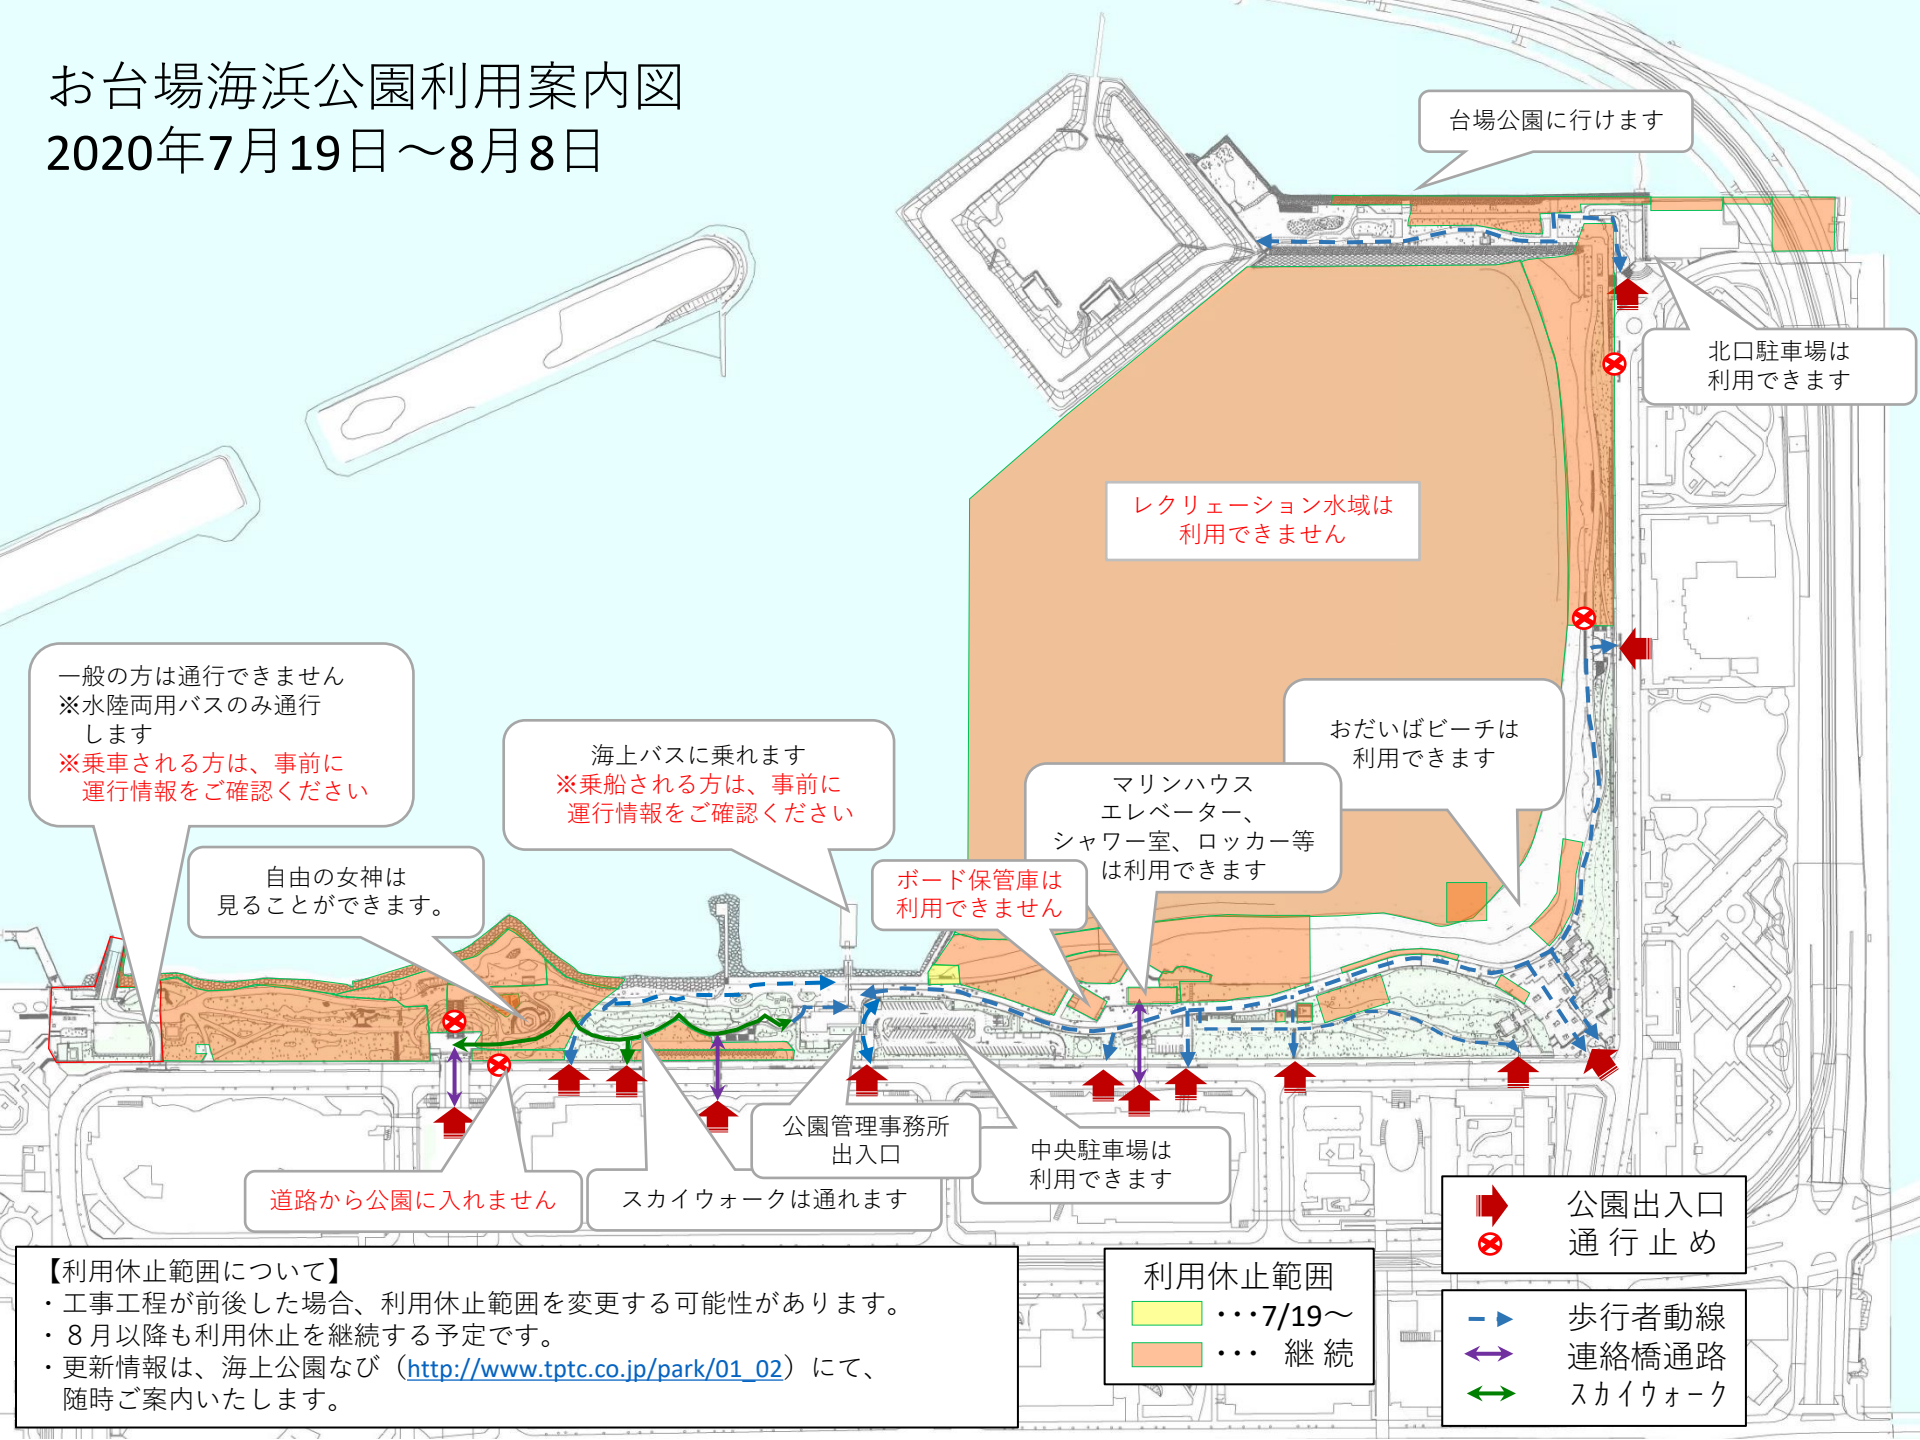 お台場海浜公園利用案内図
2020年7月19日～8月8日
台場公園に行けます
北口駐車場は
利用できます
レクリェーション水域は
利用できません
一般の方は通行できません
※水陸両用バスのみ通行
します
※乗車される方は、事前に
運行情報をご確認ください
海上バスに乗れます
※乗船される方は、事前に
運行情報をご確認ください
おだいばビーチは
利用できます
マリンハウス
エレベーター、
シャワー室、ロッカー等
は利用できます
自由の女神は
見ることができます。
ボード保管庫は
利用できません
公園管理事務所
出入口
中央駐車場は
利用できます
道路から公園に入れません
スカイウォークは通れます
公園出入口
通行止め
【利用休止範囲について】
・工事工程が前後した場合、利用休止範囲を変更する可能性があります。
・８月以降も利用休止を継続する予定です。
・更新情報は、海上公園なび（http://www.tptc.co.jp/park/01_02）にて、
随時ご案内いたします。
利用休止範囲
･･･7/19～
･･･ 継 続
歩行者動線
連絡橋通路
スカイウォーク